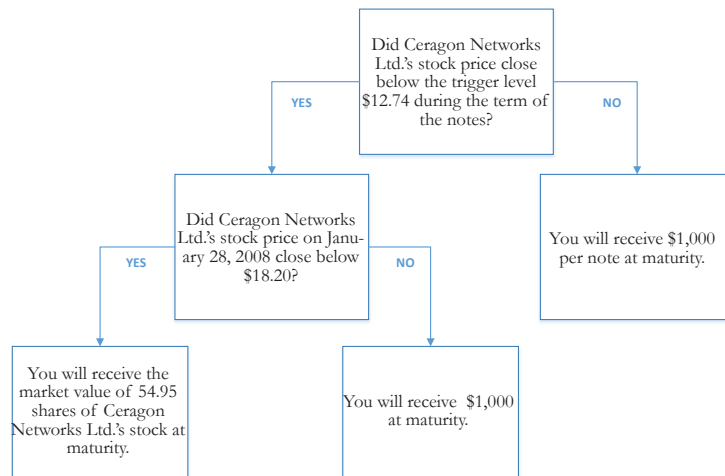 Did Ceragon Networks
Ltd.'s stock price close
below the trigger level
$12.74 during the term of
the notes?
YES
NO
Did Ceragon Networks
Ltd.'s stock price on Janu-
ary 28, 2008 close below
$18.20?
You will receive $1,000
per note at maturity.
YES
NO
You will receive the
market value of 54.95
shares of Ceragon
Networks Ltd.'s stock at
maturity.
You will receive $1,000
at maturity.